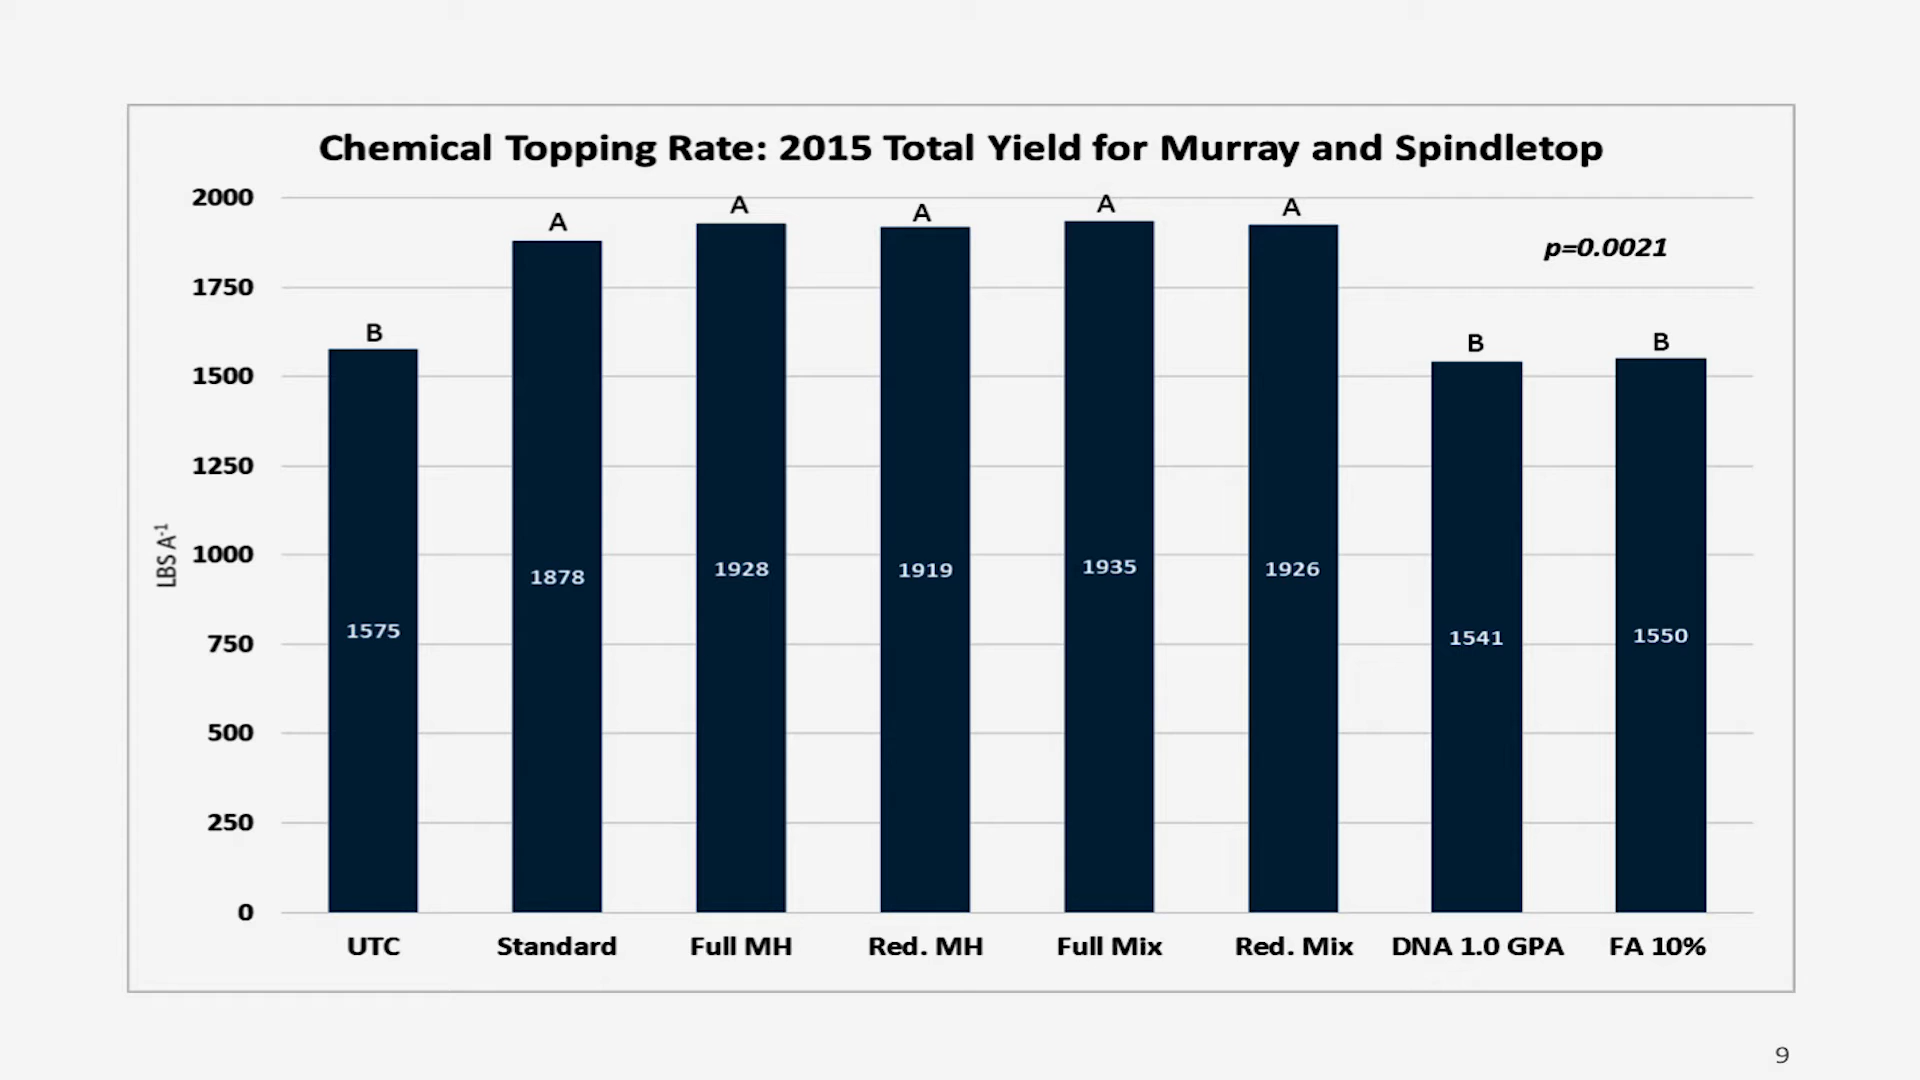 Chemical Topping Rate: 2015 Total Yield for Murray and Spindletop
p=0.0021
LBS A-1
2000
1750
1500
1250
1000
750
500
250
0
B
A
A
A
A
A
B
B
1575
1878
1928
1919
1935
1926
1541
1550
UTC
Standard
Full MH
Red. MH
Full Mix
Red. Mix
DNA 1.0 GPA
FA 10%
9